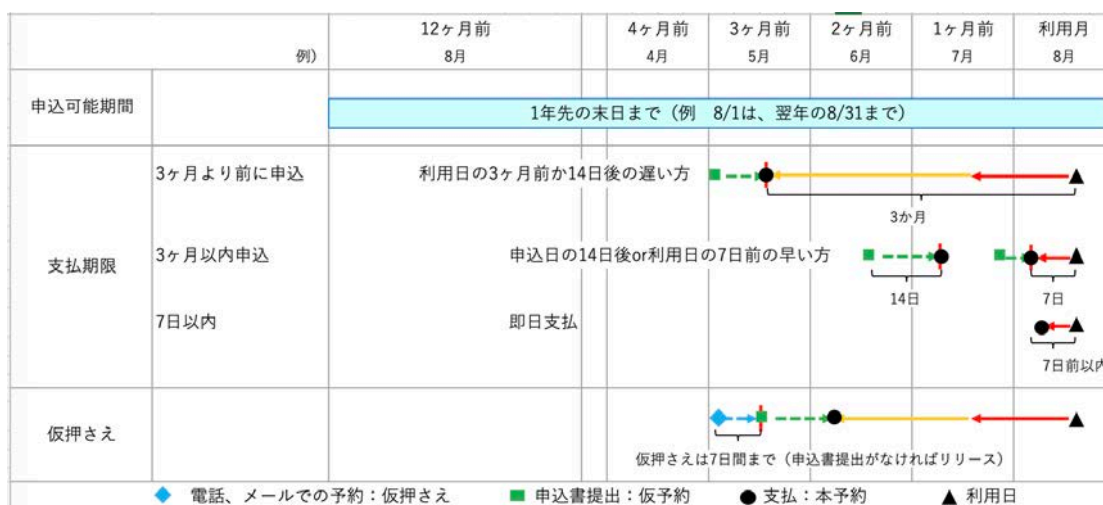 12ヶ月前 4ヶ月前 3ヶ月前 2ヶ月前 1ヶ月前 利用月
例） 8月 4月 5月 6月 7月 8月
申込可能期間
1年先の末日まで（例 8/1は、翌年の8/31まで）
3ヶ月より前に申込 利用日の3ヶ月前か14日後の遅い方
3か月
支払期限
3ヶ月以内申込 申込日の14日後or利用日の7日前の早い方
14日 7日
7日以内 即日支払
7日前以内
仮押さえ
仮押さえは7日間まで（申込書提出がなければリリース）
電話、メールでの予約：仮押さえ 申込書提出：仮予約 支払：本予約 利用日